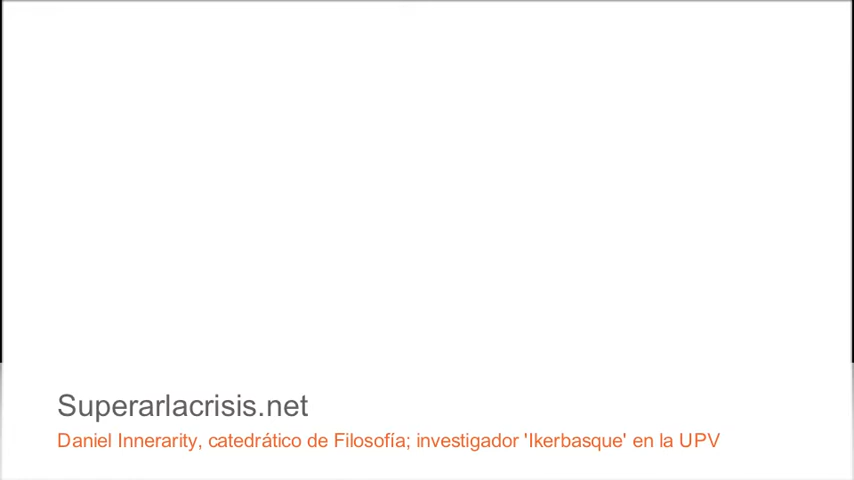 Superarlacrisis.net
Daniel Innerarity, catedrático de Filosofía; investigador 'Ikerbasque' en la UPV